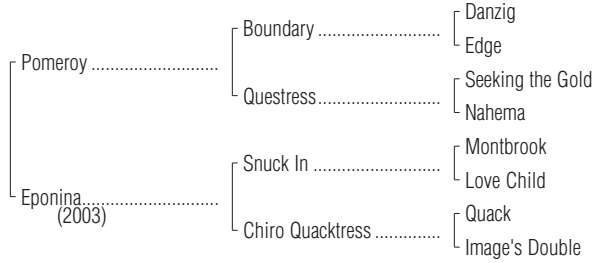 Danzig
Boundary ............................
Edge
Pomeroy ............................
Seeking the Gold
Questress............................
Nahema
Montbrook
Snuck In .............................
Love Child
Eponina..............................
(2003)
Quack
Chiro Quacktress ...............
Image's Double